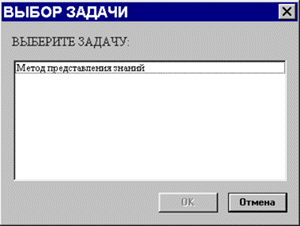 ВЫБОР ЗАДАЧИ
ВЫБЕРИТЕ ЗАДАЧУ:
Метод представления знаний
OK
Отмена